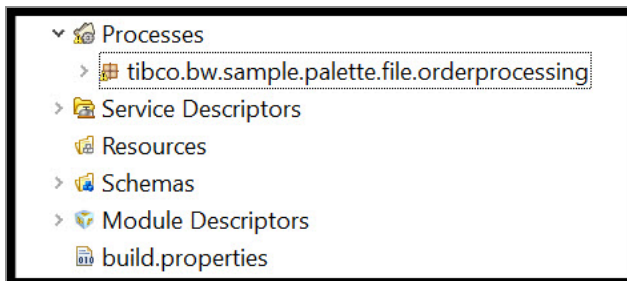 Processes
tibco.bw.sample.palette.file.orderprocessing
Service Descriptors
Resources
Schemas
Module Descriptors
build.properties